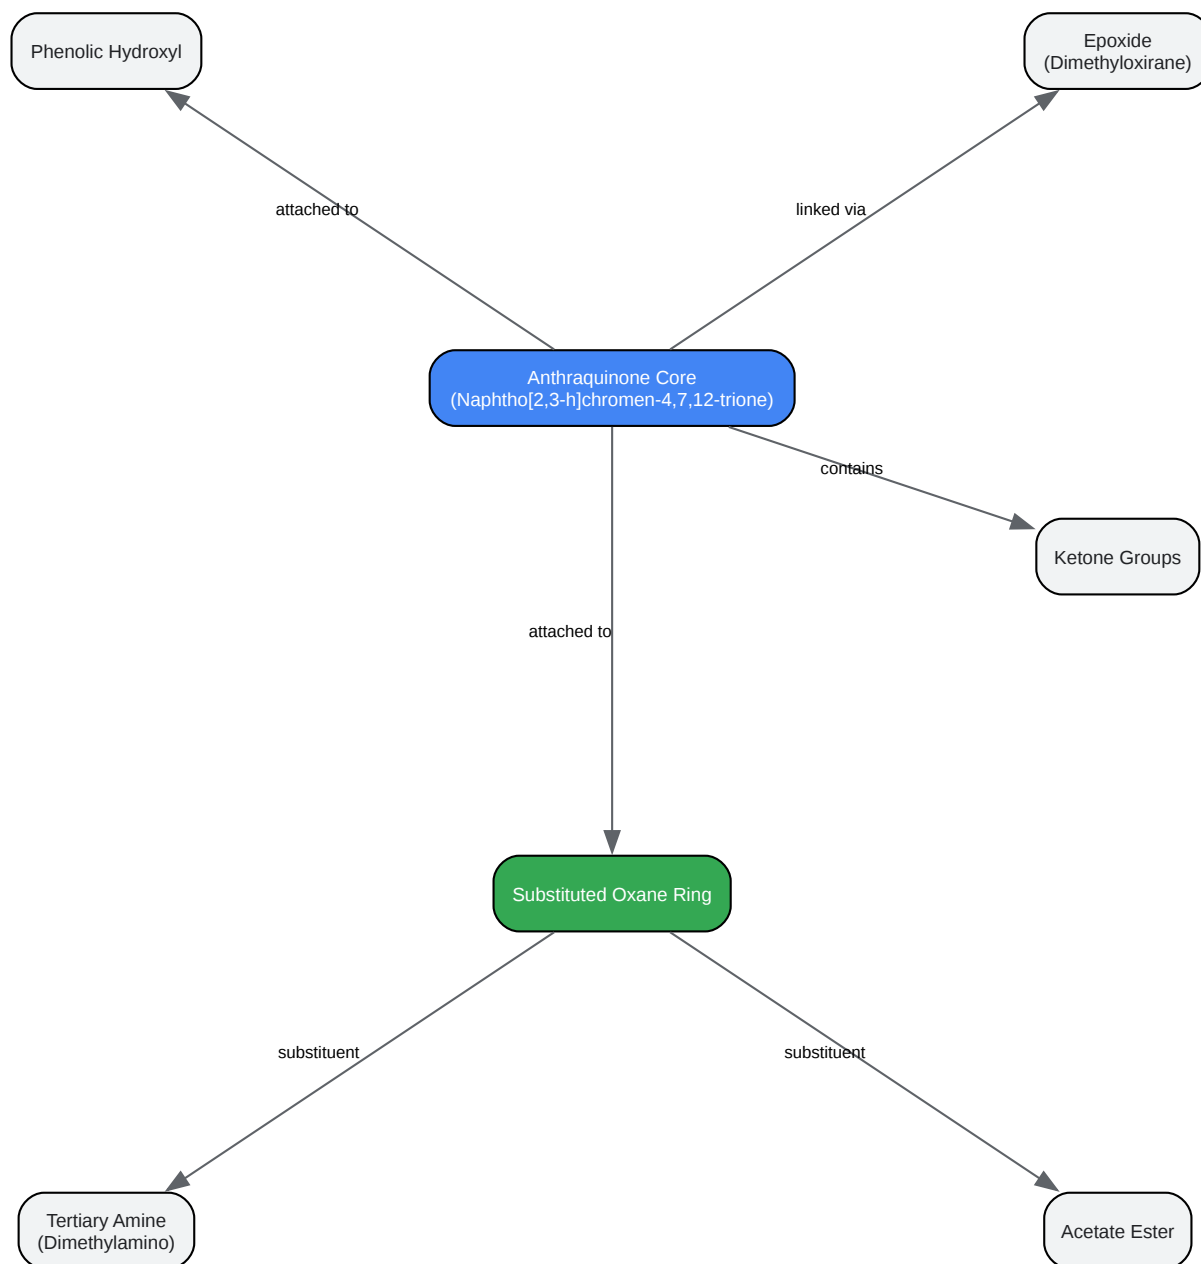 Phenolic Hydroxyl
Epoxide
(Dimethyloxirane)
attached to
linked via
Anthraquinone Core
(Naphtho[2,3-h]chromen-4,7,12-trione)
contains
Ketone Groups
attached to
Substituted Oxane Ring
substituent
substituent
Tertiary Amine
(Dimethylamino)
Acetate Ester